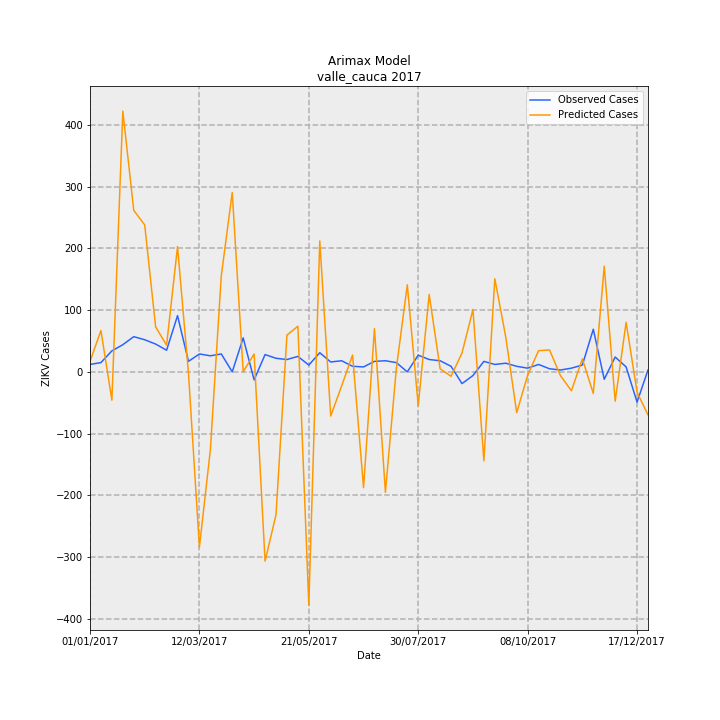 Arimax Model
valle_cauca 2017
Observed Cases
Predicted Cases
400
300
200
100
0
−100
−200
−300
−400
ZIKV Cases
01/01/2017 12/03/2017 21/05/2017 30/07/2017 08/10/2017 17/12/2017
Date